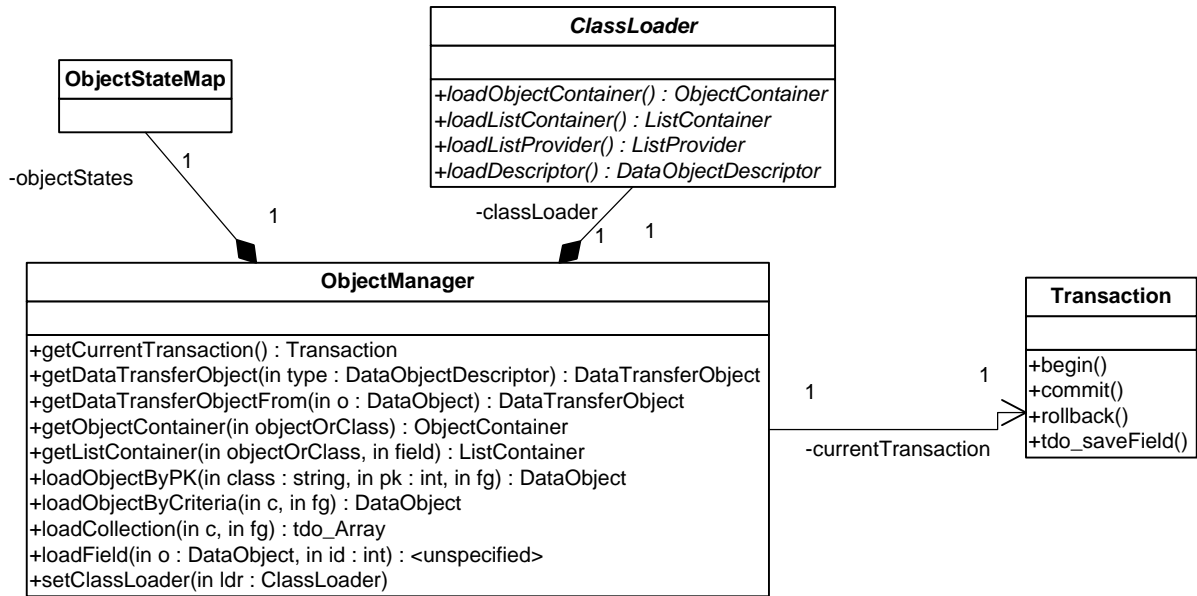 ClassLoader
+loadObjectContainer() : ObjectContainer
+loadListContainer() : ListContainer
+loadListProvider() : ListProvider
+loadDescriptor() : DataObjectDescriptor
ObjectStateMap
1
-objectStates
1
-classLoader
1
1
ObjectManager
+getCurrentTransaction() : Transaction
+getDataTransferObject(in type : DataObjectDescriptor) : DataTransferObject
+getDataTransferObjectFrom(in o : DataObject) : DataTransferObject
+getObjectContainer(in objectOrClass) : ObjectContainer
+getListContainer(in objectOrClass, in field) : ListContainer
+loadObjectByPK(in class : string, in pk : int, in fg) : DataObject
+loadObjectByCriteria(in c, in fg) : DataObject
+loadCollection(in c, in fg) : tdo_Array
+loadField(in o : DataObject, in id : int) : <unspecified>
+setClassLoader(in ldr : ClassLoader)
1
1
-currentTransaction
Transaction
+begin()
+commit()
+rollback()
+tdo_saveField()